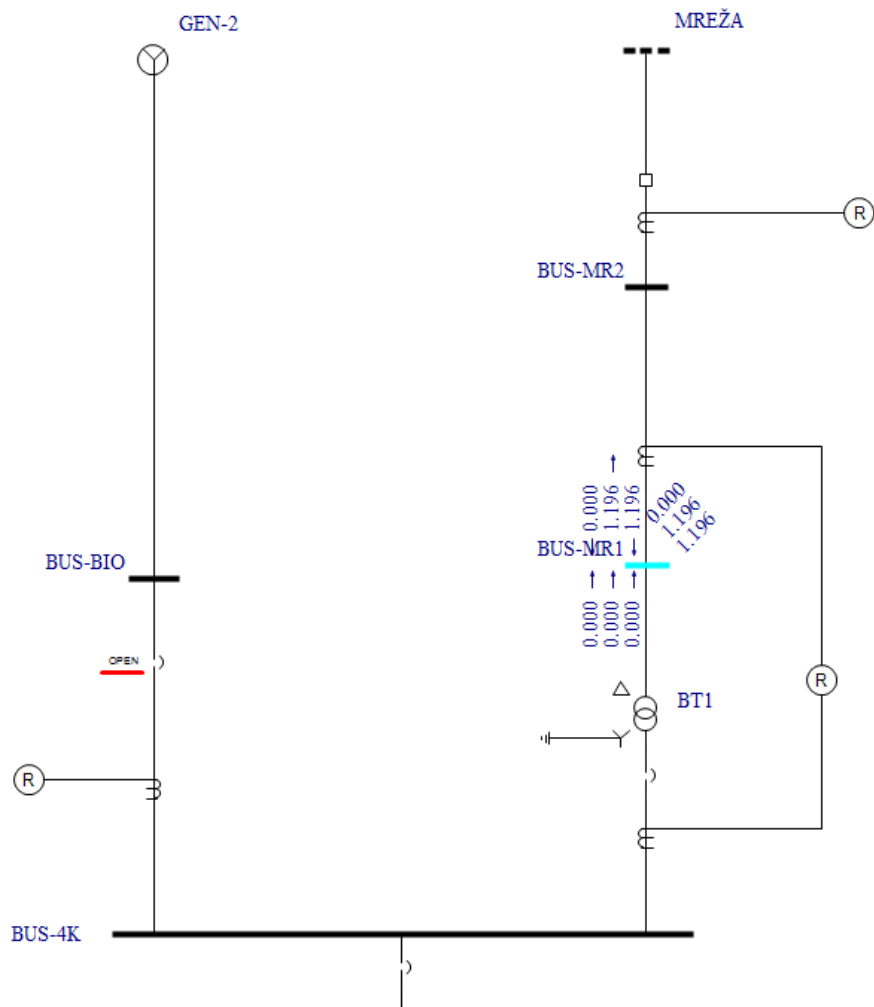 GEN-2
MREŽA
R
BUS-MR2
0.000
1.196
1.196
0.000
1.196
1.196
BUS-MR1
BUS-BIO
0.000
0.000
0.000
OPEN
R
BT1
R
BUS-4K